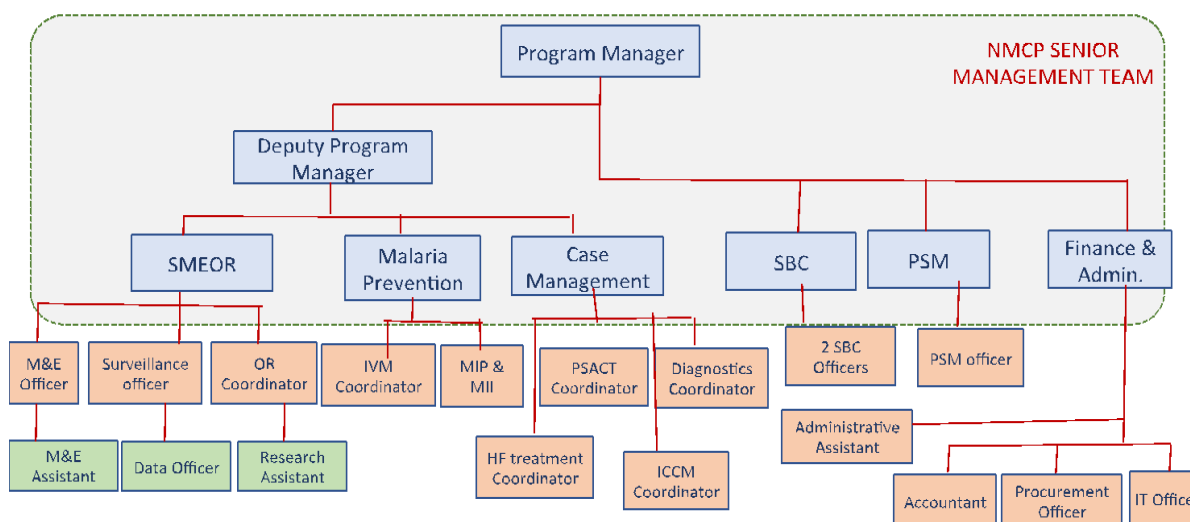 Program Manager
NMCP SENIOR
MANAGEMENT TEAM
Deputy Program
Manager
SMEOR
Malaria
Prevention
Case
Management
SBC
PSM
Finance &
Admin.
M&E
Officer
Surveillance
officer
OR
Coordinator
IVM
Coordinator
MIP &
MII
PSACT
Coordinator
Diagnostics
Coordinator
2 SBC
Officers
PSM officer
M&E
Assistant
Data Officer
Research
Assistant
HF treatment
Coordinator
ICCM
Coordinator
Administrative
Assistant
Accountant
Procurement
Officer
IT Office